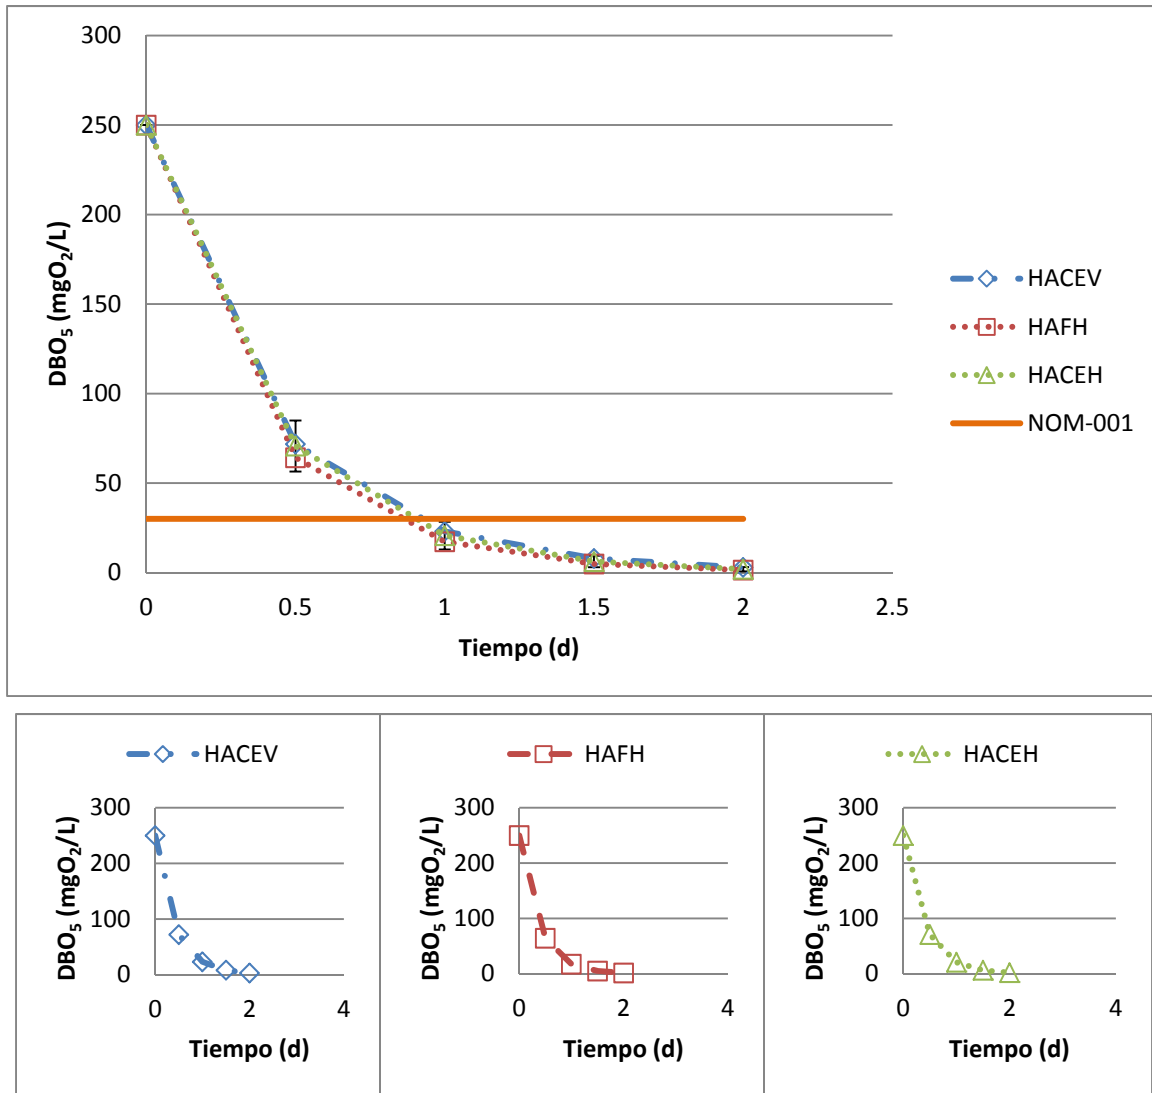 300
250
200
150
100
50
0
DBO₅ (mgO₂/L)
0 0.5 1 1.5 2 2.5
Tiempo (d)
HACEV
HAFH
HACEH
NOM-001
HACEV
300
200
100
0
DBO₅ (mgO₂/L)
0 2 4
Tiempo (d)
HAFH
300
200
100
0
DBO₅ (mgO₂/L)
0 2 4
Tiempo (d)
HACEH
300
200
100
0
DBO₅ (mgO₂/L)
0 2 4
Tiempo (d)